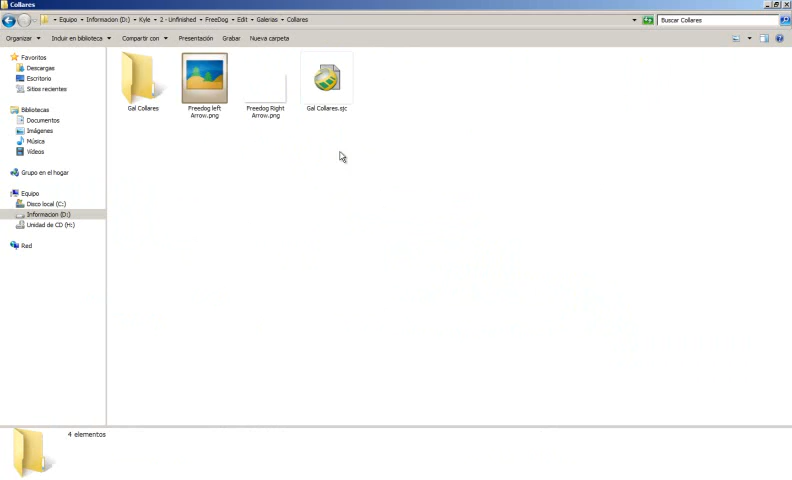 Collares
Equipo Informacion (D:) Kyle 2 - Unfinished FreeDog Edit Galerias Collares
Buscar Collares
Organizar Incluir en biblioteca Compartir con Presentación Grabar Nueva carpeta
Favoritos
Descargas
Escritorio
Sitios recientes
Bibliotecas
Documentos
Imágenes
Música
Vídeos
Grupo en el hogar
Equipo
Disco local (C:)
Informacion (D:)
Unidad de CD (H:)
Red
Gal Collares
Freedog left
Arrow.png
Freedog Right
Arrow.png
Gal Collares.sjc
4 elementos